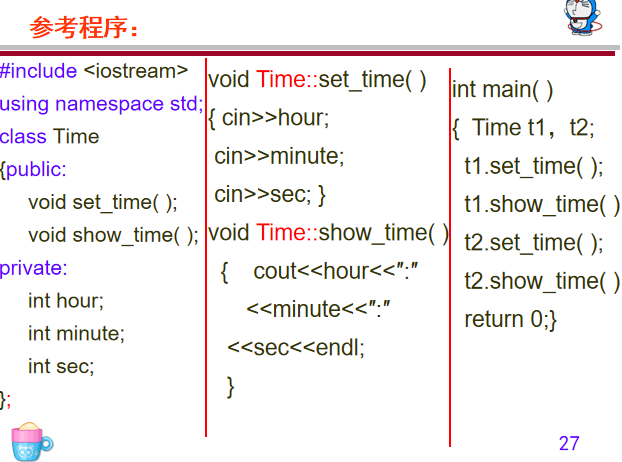 参考程序：
#include <iostream>
using namespace std;
class Time
{public:
void set_time( );
void show_time( );
private:
int hour;
int minute;
int sec;
};
void Time::set_time( )
{ cin>>hour;
cin>>minute;
cin>>sec; }
void Time::show_time( )
{ cout<<hour<<":"
<<minute<<":"
<<sec<<endl;
}
int main( )
{ Time t1，t2;
t1.set_time( );
t1.show_time( )
t2.set_time( );
t2.show_time( )
return 0;}
27